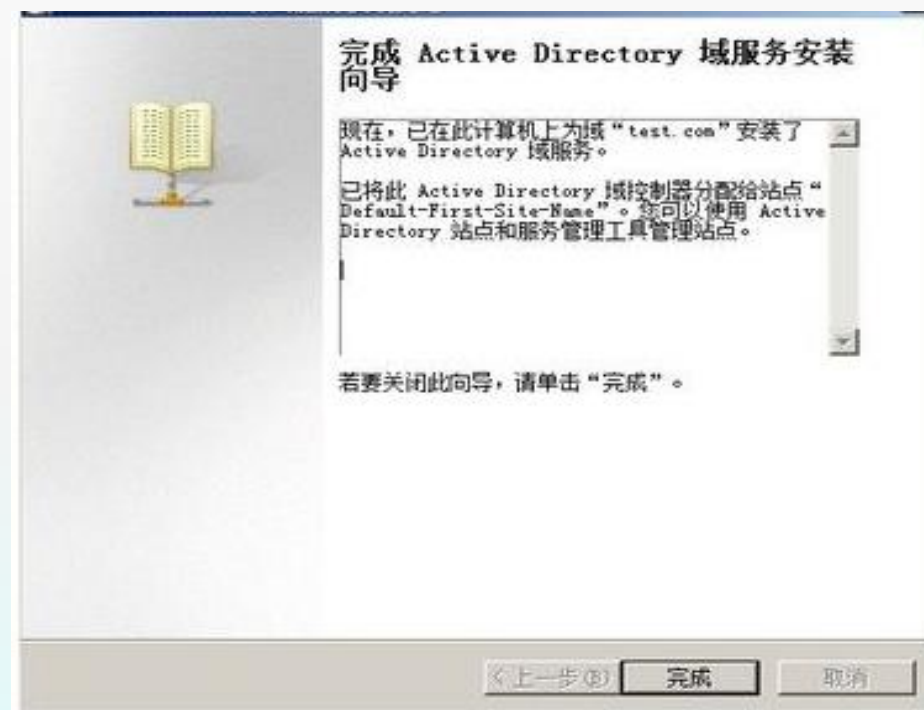 完成 Active Directory 域服务安装
向导
现在，已在此计算机上为域“test.com”安装了
Active Directory 域服务。
已将此 Active Directory 域控制器分配给站点“
Default-First-Site-Name”。您可以使用 Active
Directory 站点和服务管理工具管理站点。
若要关闭此向导，请单击“完成”。
<上一步(B)
完成
取消